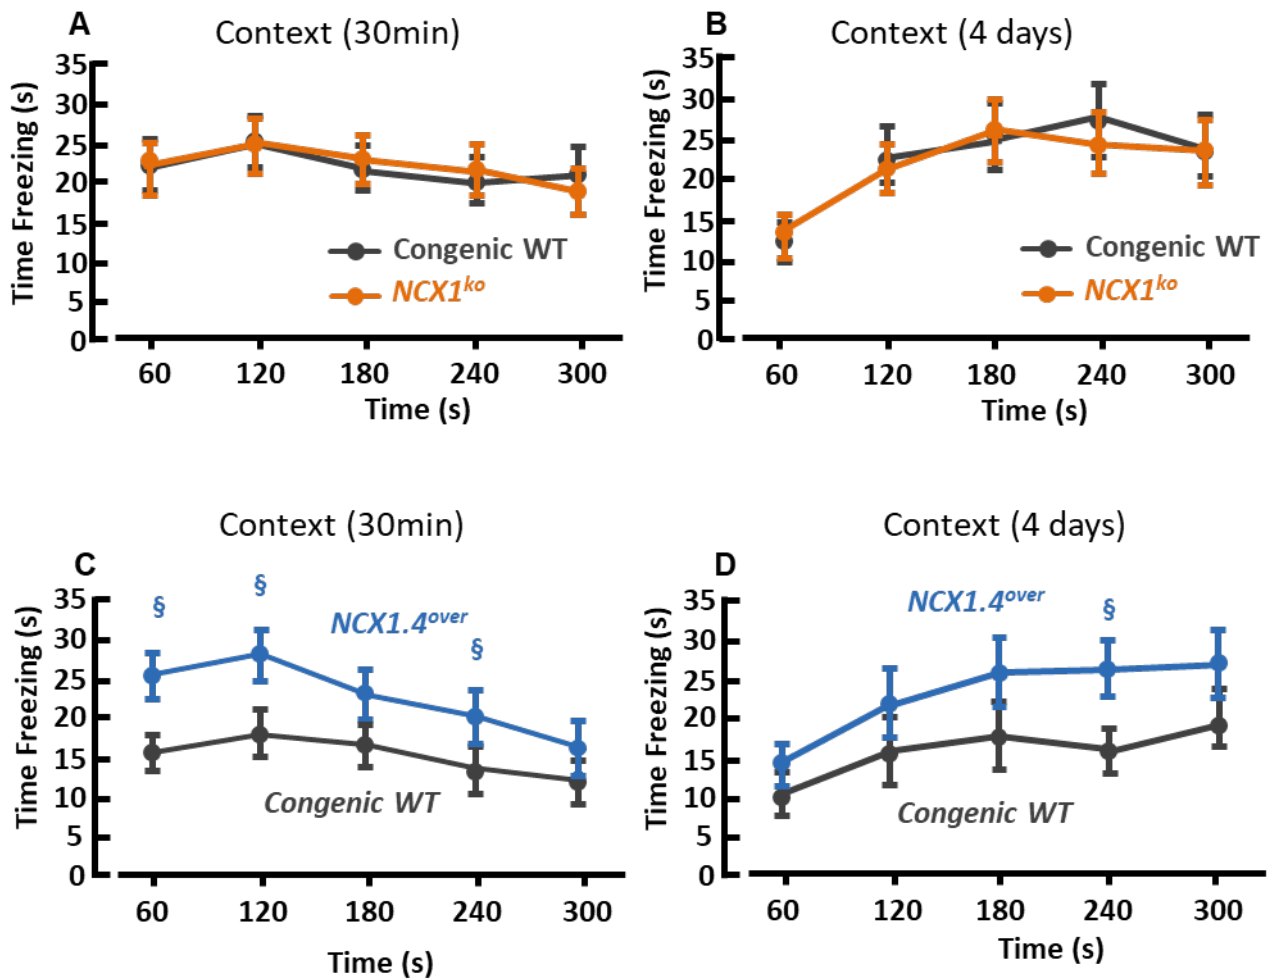 A
Context (30min)
Time Freezing (s)
35
30
25
20
15
10
5
0
Congenic WT
NCX1ko
60 120 180 240 300
Time (s)
B
Context (4 days)
Time Freezing (s)
35
30
25
20
15
10
5
0
Congenic WT
NCX1ko
60 120 180 240 300
Time (s)
Context (30min)
C
Time Freezing (s)
35
30
25
20
15
10
5
0
§ § §
NCX1.4over
Congenic WT
60 120 180 240 300
Time (s)
Context (4 days)
D
Time Freezing (s)
35
30
25
20
15
10
5
0
NCX1.4over §
Congenic WT
60 120 180 240 300
Time (s)